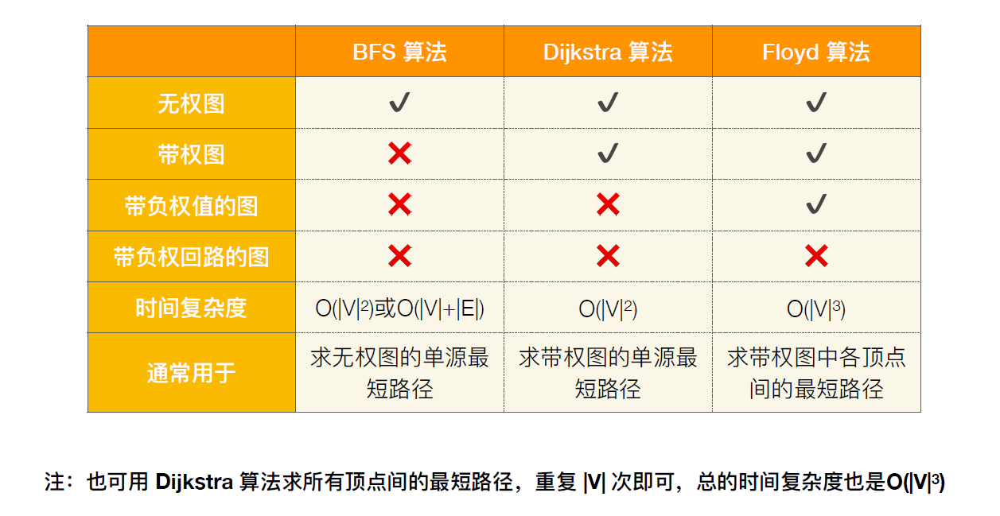 BFS 算法 Dijkstra 算法 Floyd 算法
无权图 ✔ ✔ ✔
带权图 ❌ ✔ ✔
带负权值的图 ❌ ❌ ✔
带负权回路的图 ❌ ❌ ❌
时间复杂度 O(|V|²)或O(|V|+|E|) O(|V|²) O(|V|³)
通常用于 求无权图的单源最短路径 求带权图的单源最短路径 求带权图中各顶点间的最短路径
注：也可用 Dijkstra 算法求所有顶点间的最短路径，重复 |V| 次即可，总的时间复杂度也是O(|V|³)